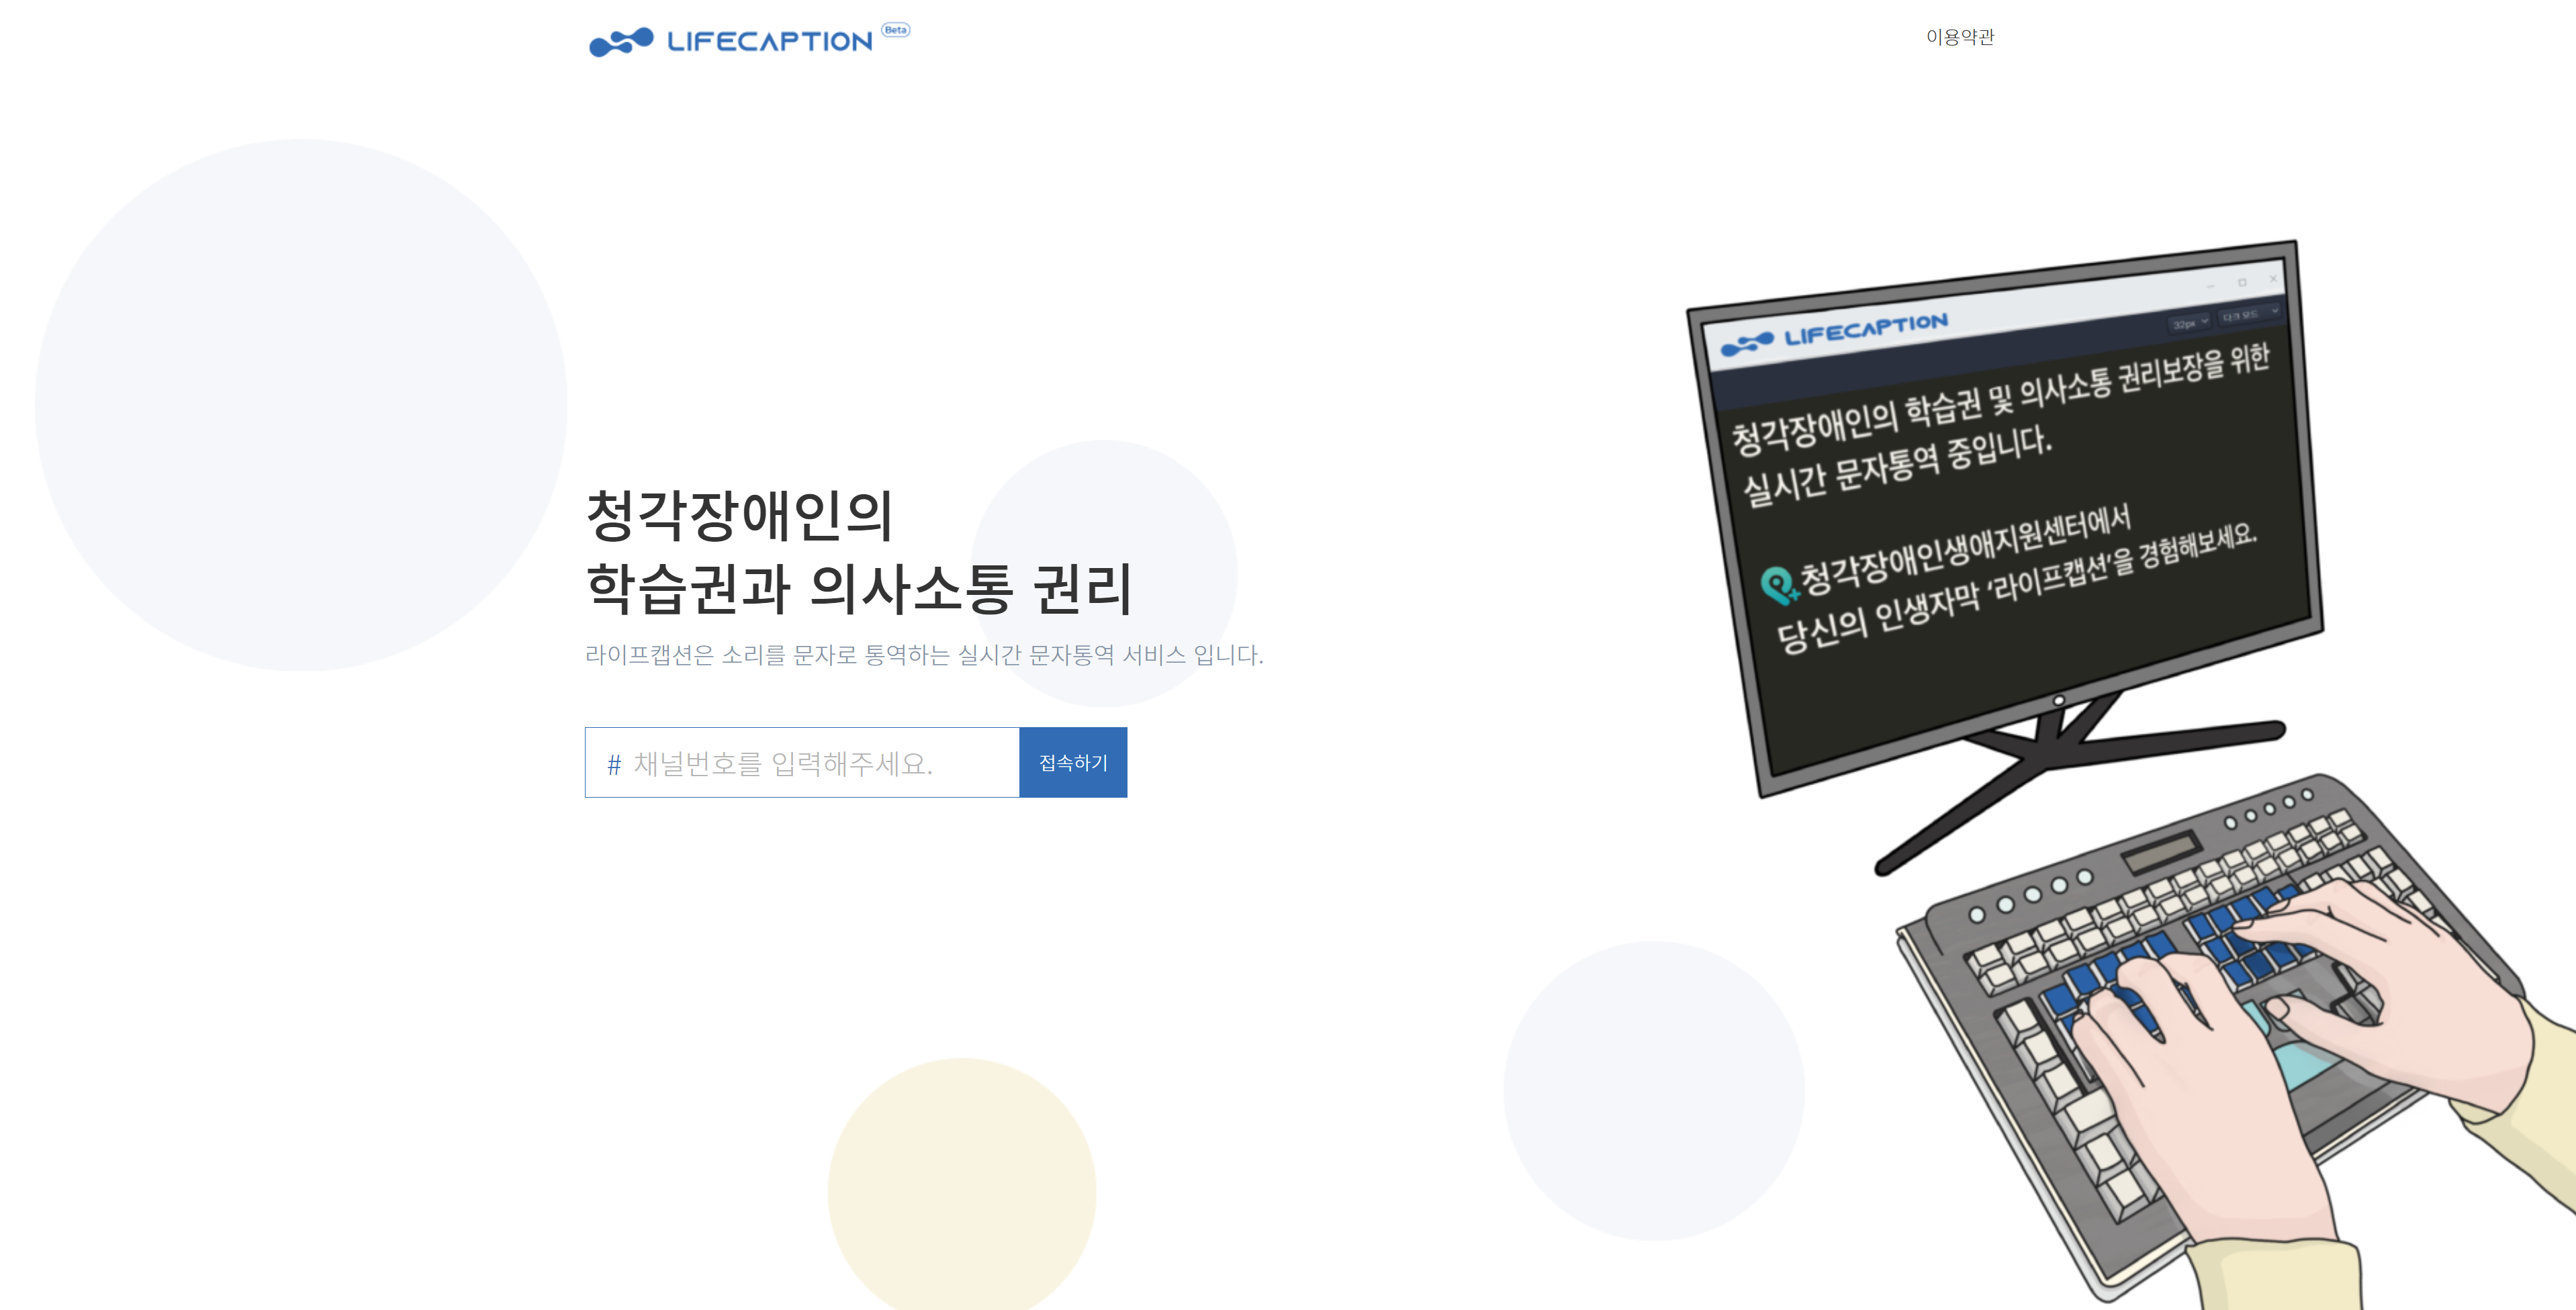 LIFECAPTION Beta
이용약관
청각장애인의
학습권과 의사소통 권리
라이프캡션은 소리를 문자로 통역하는 실시간 문자통역 서비스 입니다.
# 채널번호를 입력해주세요.
접속하기
LIFECAPTION
32px
다크 모드
청각장애인의 학습권 및 의사소통 권리보장을 위한
실시간 문자통역 중입니다.
청각장애인생애지원센터에서
당신의 인생자막 ‘라이프캡션’을 경험해보세요.